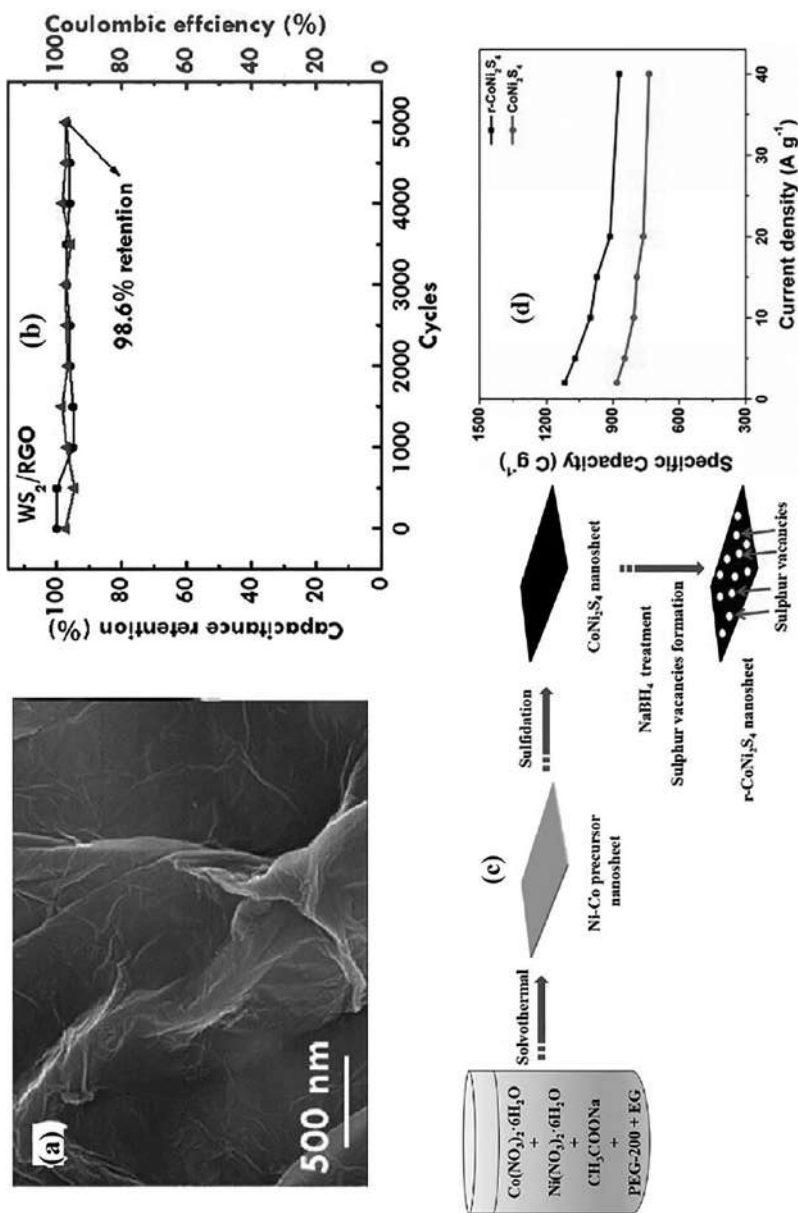 (a)
500 nm
Coulombic effciency (%)
100
80
60
40
20
0
WS₂/RGO
(b)
98.6% retention
100
80
60
40
20
0
Capacitance retention (%)
0
1000
2000
3000
4000
5000
Cycles
(c)
Co(NO₃)₂·6H₂O
+
Ni(NO₃)₂·6H₂O
+
CH₃COONa
+
PEG-200 + EG
Solvothermal
Ni-Co precursor
nanosheet
Sulfidation
CoNi₂S₄ nanosheet
NaBH₄ treatment
Sulphur vacancies formation
r-CoNi₂S₄ nanosheet
Sulphur vacancies
(d)
r-CoNi₂S₄
CoNi₂S₄
1500
1200
900
600
300
Specific Capacity (C g⁻¹)
0
10
20
30
40
Current density (A g⁻¹)